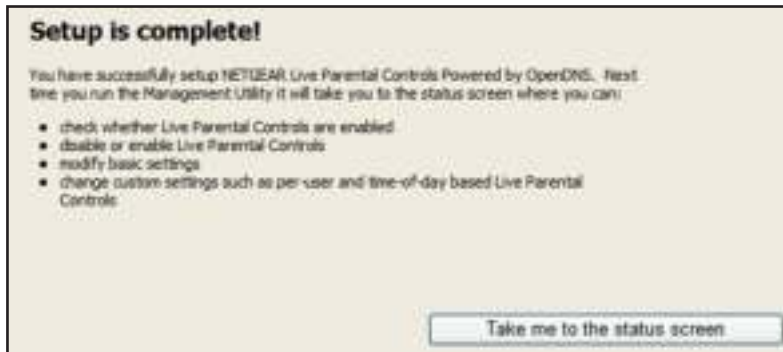 Setup is complete!
You have successfully setup NETGEAR Live Parental Controls Powered by OpenDNS. Next
time you run the Management Utility it will take you to the status screen where you can:
• check whether Live Parental Controls are enabled
• disable or enable Live Parental Controls
• modify basic settings
• change custom settings such as per-user and time-of-day based Live Parental
Controls
Take me to the status screen